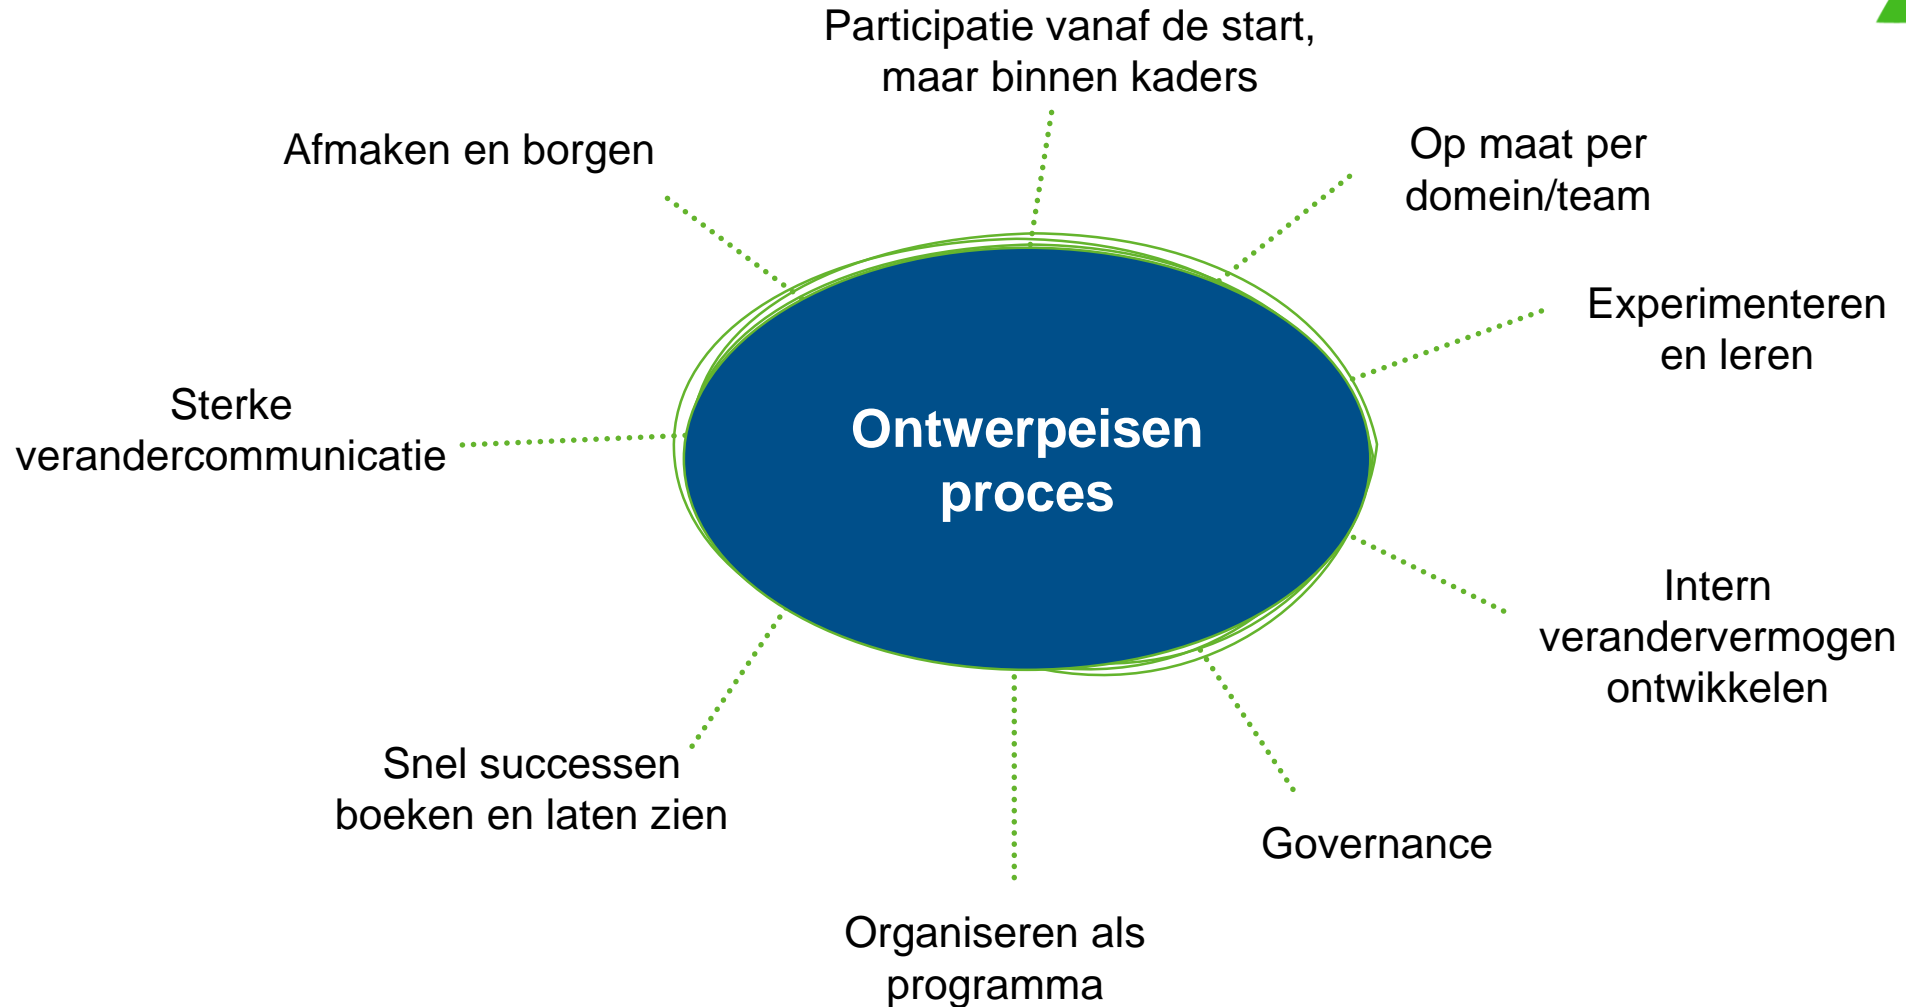 Participatie vanaf de start,
maar binnen kaders
Afmaken en borgen
Op maat per
domein/team
Experimenteren
en leren
Sterke
verandercommunicatie
Ontwerpeisen
proces
Intern
verandervermogen
ontwikkelen
Snel successen
boeken en laten zien
Governance
Organiseren als
programma